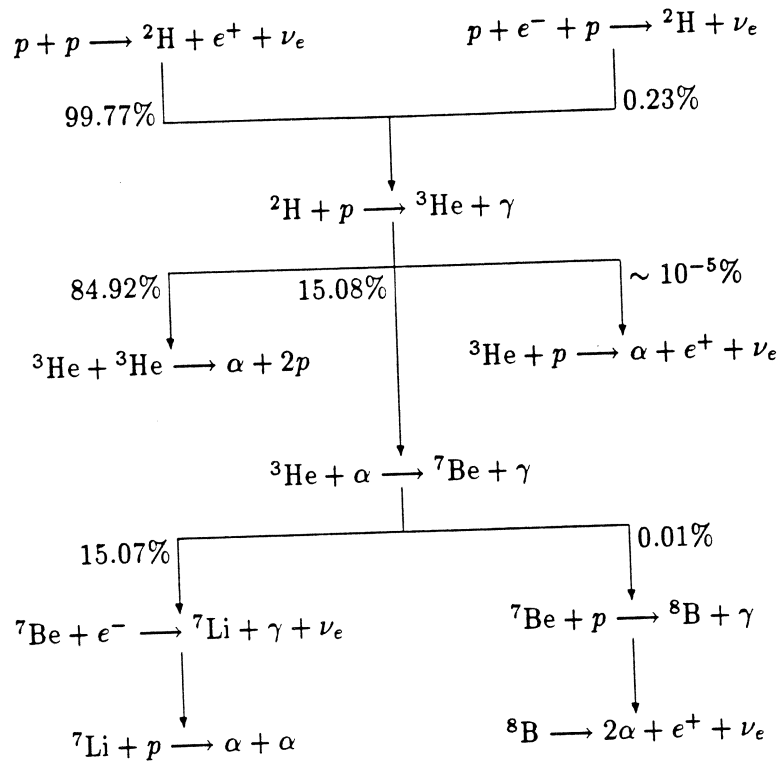 p + p ⟶ ²H + e⁺ + νₑ
p + e⁻ + p ⟶ ²H + νₑ
99.77%
0.23%
²H + p ⟶ ³He + γ
84.92%
15.08%
∼ 10⁻⁵%
³He + ³He ⟶ α + 2p
³He + p ⟶ α + e⁺ + νₑ
³He + α ⟶ ⁷Be + γ
15.07%
0.01%
⁷Be + e⁻ ⟶ ⁷Li + γ + νₑ
⁷Be + p ⟶ ⁸B + γ
⁷Li + p ⟶ α + α
⁸B ⟶ 2α + e⁺ + νₑ